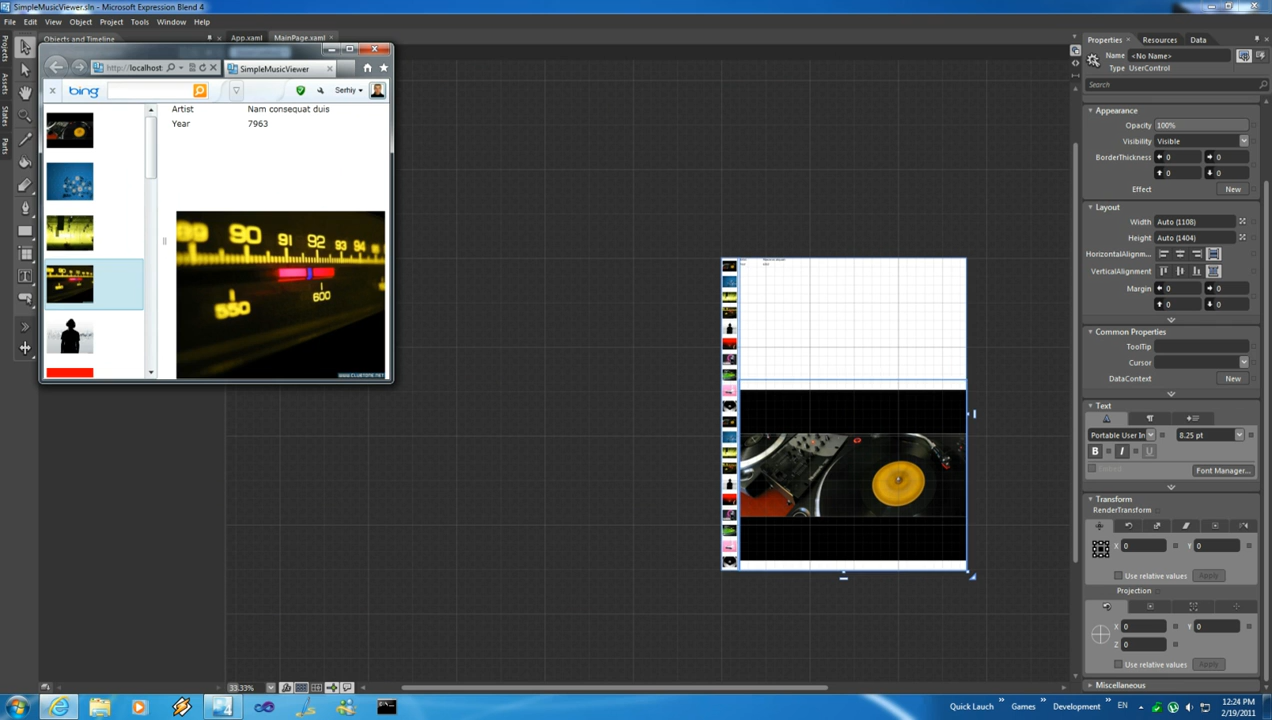 SimpleMusicViewer.sln - Microsoft Expression Blend 4
File Edit View Object Project Tools Window Help
Projects
Assets
States
Parts
Objects and Timeline
App.xaml
MainPage.xaml
http://localhost
SimpleMusicViewer
bing
Serhiy
Artist Nam consequat duis
Year 7963
90 91 92 93 94
550 600
Properties
Resources
Data
Name <No Name>
Type UserControl
Search
Appearance
Opacity 100%
Visibility Visible
BorderThickness 0 0
0 0
Effect New
Layout
Width Auto (1108)
Height Auto (1404)
HorizontalAlignm...
VerticalAlignment
Margin 0 0
0 0
Common Properties
ToolTip
Cursor
DataContext New
Text
Portable User In 8.25 pt
B I U
Font Manager...
Transform
RenderTransform
X 0 Y 0
Use relative values Apply
Projection
X 0 Y 0
Z 0
Use relative values Apply
Miscellaneous
33.33%
Quick Lauch
Games
Development
EN
12:24 PM
2/19/2011